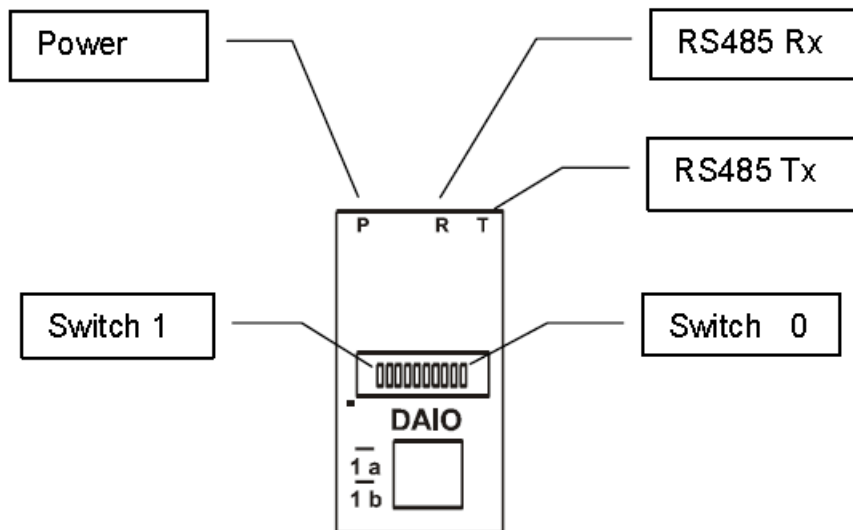 Power
RS485 Rx
RS485 Tx
P R T
Switch 1
Switch 0
DAIO
1 a
1 b